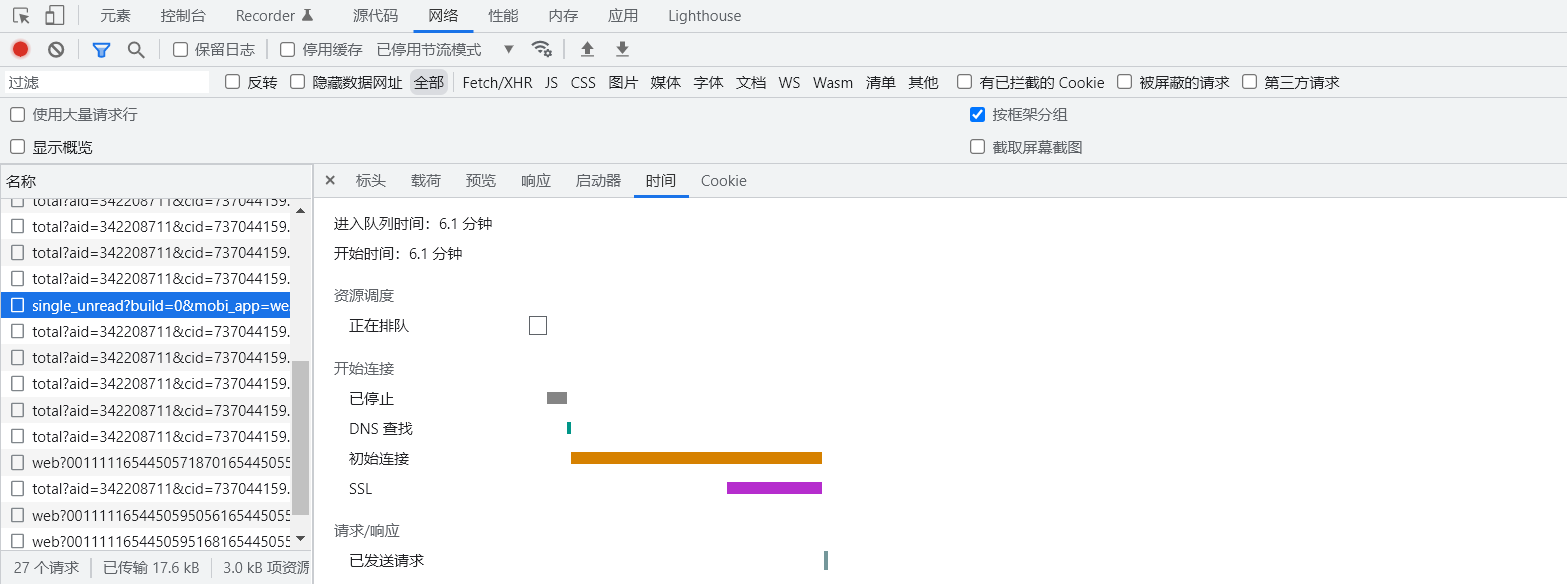 元素 控制台 Recorder 源代码 网络 性能 内存 应用 Lighthouse
保留日志 停用缓存 已停用节流模式
过滤 反转 隐藏数据网址 全部 Fetch/XHR JS CSS 图片 媒体 字体 文档 WS Wasm 清单 其他 有已拦截的 Cookie 被屏蔽的请求 第三方请求
使用大量请求行 按框架分组
显示概览 截取屏幕截图
名称 标头 载荷 预览 响应 启动器 时间 Cookie
total?aid=342208711&cid=737044159.
total?aid=342208711&cid=737044159.
total?aid=342208711&cid=737044159.
total?aid=342208711&cid=737044159.
single_unread?build=0&mobi_app=we.
total?aid=342208711&cid=737044159.
total?aid=342208711&cid=737044159.
total?aid=342208711&cid=737044159.
total?aid=342208711&cid=737044159.
total?aid=342208711&cid=737044159.
web?0011111654450571870165445055
total?aid=342208711&cid=737044159.
web?0011111654450595056165445055
web?0011111654450595168165445055
27 个请求 已传输 17.6 kB 3.0 kB 项资源
进入队列时间：6.1 分钟
开始时间：6.1 分钟
资源调度
正在排队
开始连接
已停止
DNS 查找
初始连接
SSL
请求/响应
已发送请求